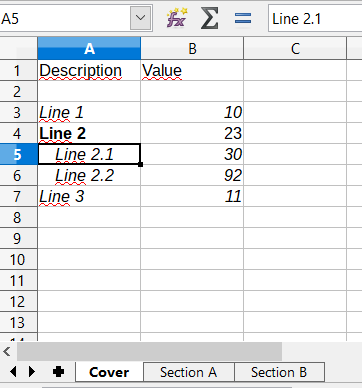 A5 Line 2.1
A B C
1 Description Value
2
3 Line 1 10
4 Line 2 23
5 Line 2.1 30
6 Line 2.2 92
7 Line 3 11
8
9
10
11
12
13
14
Cover Section A Section B